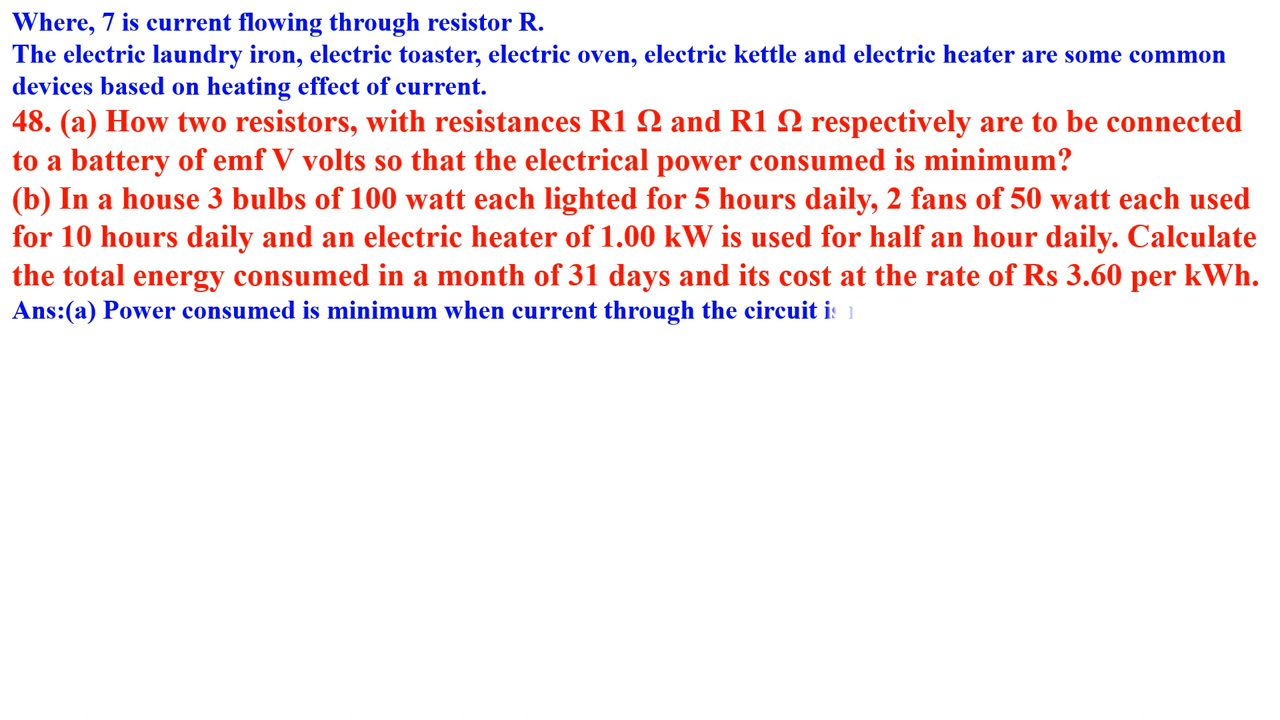 Where, 7 is current flowing through resistor R.
The electric laundry iron, electric toaster, electric oven, electric kettle and electric heater are some common
devices based on heating effect of current.
48. (a) How two resistors, with resistances R1 Ω and R1 Ω respectively are to be connected
to a battery of emf V volts so that the electrical power consumed is minimum?
(b) In a house 3 bulbs of 100 watt each lighted for 5 hours daily, 2 fans of 50 watt each used
for 10 hours daily and an electric heater of 1.00 kW is used for half an hour daily. Calculate
the total energy consumed in a month of 31 days and its cost at the rate of Rs 3.60 per kWh.
Ans:(a) Power consumed is minimum when current through the circuit is